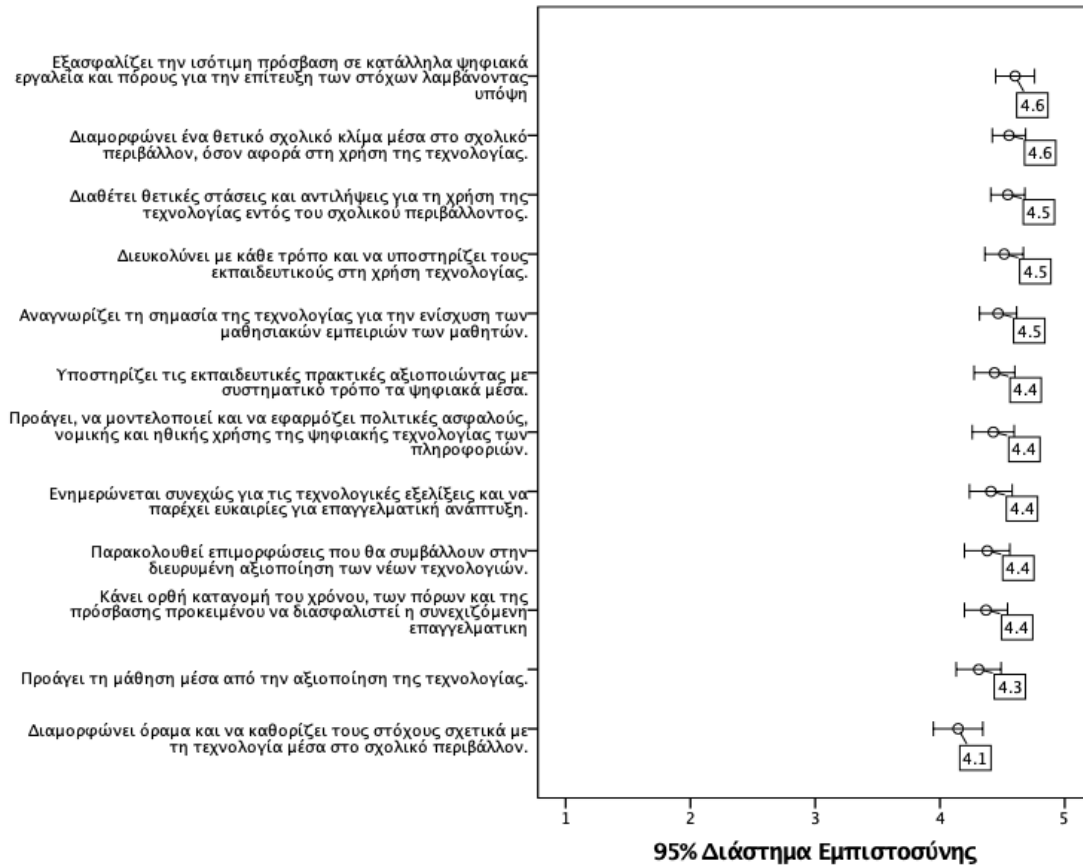 Εξασφαλίζει την ισότιμη πρόσβαση σε κατάλληλα ψηφιακά
εργαλεία και πόρους για την επίτευξη των στόχων λαμβάνοντας
υπόψη
4.6
Διαμορφώνει ένα θετικό σχολικό κλίμα μέσα στο σχολικό
περιβάλλον, όσον αφορά στη χρήση της τεχνολογίας.
4.6
Διαθέτει θετικές στάσεις και αντιλήψεις για τη χρήση της
τεχνολογίας εντός του σχολικού περιβάλλοντος.
4.5
Διευκολύνει με κάθε τρόπο και να υποστηρίζει τους
εκπαιδευτικούς στη χρήση τεχνολογίας.
4.5
Αναγνωρίζει τη σημασία της τεχνολογίας για την ενίσχυση των
μαθησιακών εμπειριών των μαθητών.
4.5
Υποστηρίζει τις εκπαιδευτικές πρακτικές αξιοποιώντας με
συστηματικό τρόπο τα ψηφιακά μέσα.
4.4
Προάγει, να μοντελοποιεί και να εφαρμόζει πολιτικές ασφαλούς,
νομικής και ηθικής χρήσης της ψηφιακής τεχνολογίας των
πληροφοριών.
4.4
Ενημερώνεται συνεχώς για τις τεχνολογικές εξελίξεις και να
παρέχει ευκαιρίες για επαγγελματική ανάπτυξη.
4.4
Παρακολουθεί επιμορφώσεις που θα συμβάλλουν στην
διευρυμένη αξιοποίηση των νέων τεχνολογιών.
4.4
Κάνει ορθή κατανομή του χρόνου, των πόρων και της
πρόσβασης προκειμένου να διασφαλιστεί η συνεχιζόμενη
επαγγελματικη
4.4
Προάγει τη μάθηση μέσα από την αξιοποίηση της τεχνολογίας.
4.3
Διαμορφώνει όραμα και να καθορίζει τους στόχους σχετικά με
τη τεχνολογία μέσα στο σχολικό περιβάλλον.
4.1
1 2 3 4 5
95% Διάστημα Εμπιστοσύνης